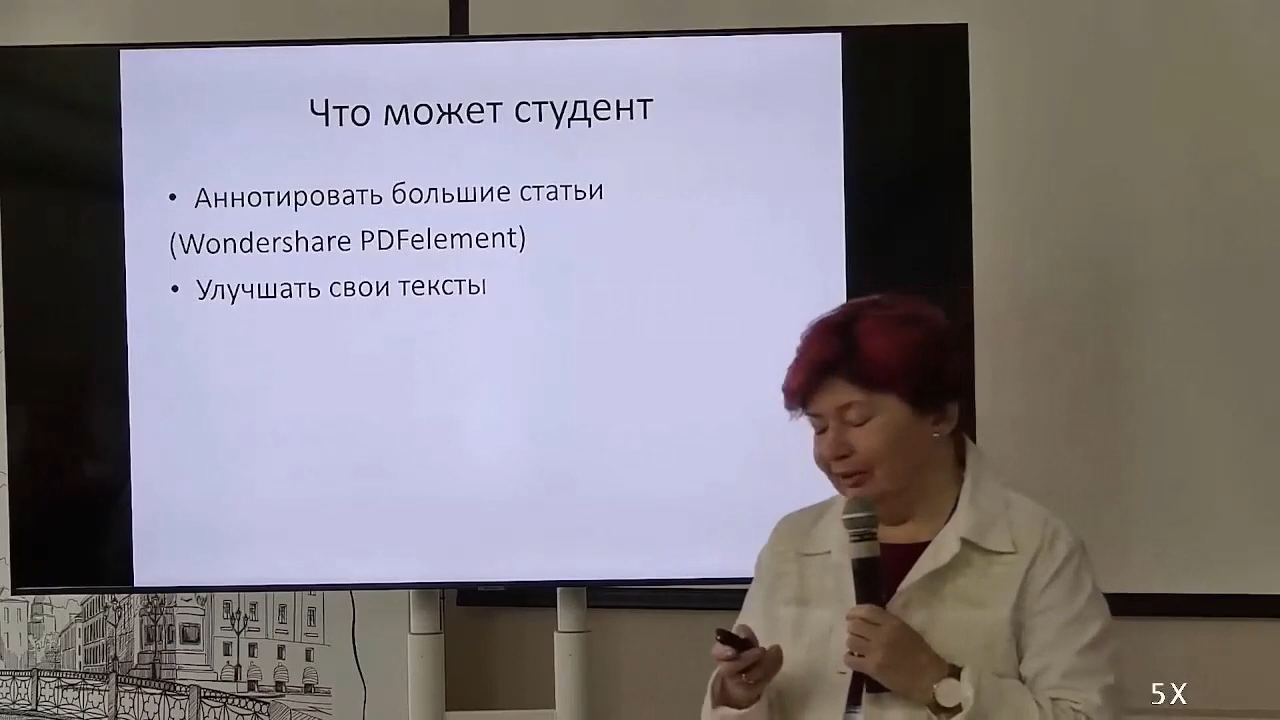 Что может студент
• Аннотировать большие статьи
(Wondershare PDFelement)
• Улучшать свои тексты
5X